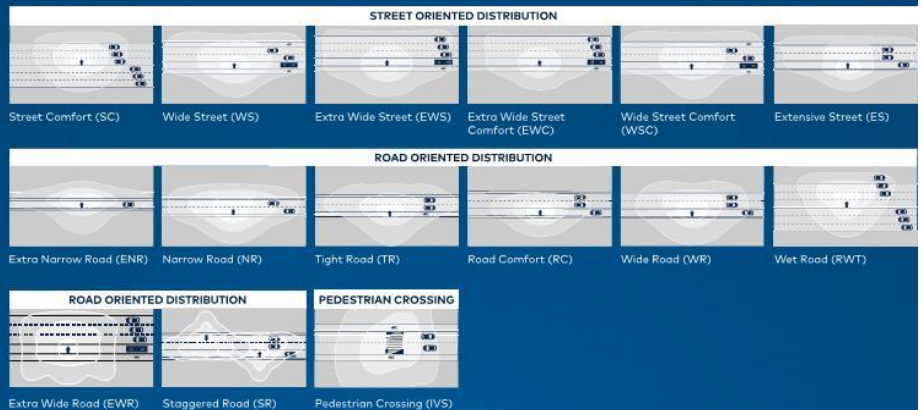 STREET ORIENTED DISTRIBUTION
Street Comfort (SC)
Wide Street (WS)
Extra Wide Street (EWS)
Extra Wide Street
Comfort (EWC)
Wide Street Comfort
(WSC)
Extensive Street (ES)
ROAD ORIENTED DISTRIBUTION
Extra Narrow Road (ENR)
Narrow Road (NR)
Tight Road (TR)
Road Comfort (RC)
Wide Road (WR)
Wet Road (RWT)
ROAD ORIENTED DISTRIBUTION
PEDESTRIAN CROSSING
Extra Wide Road (EWR)
Staggered Road (SR)
Pedestrian Crossing (IVS)